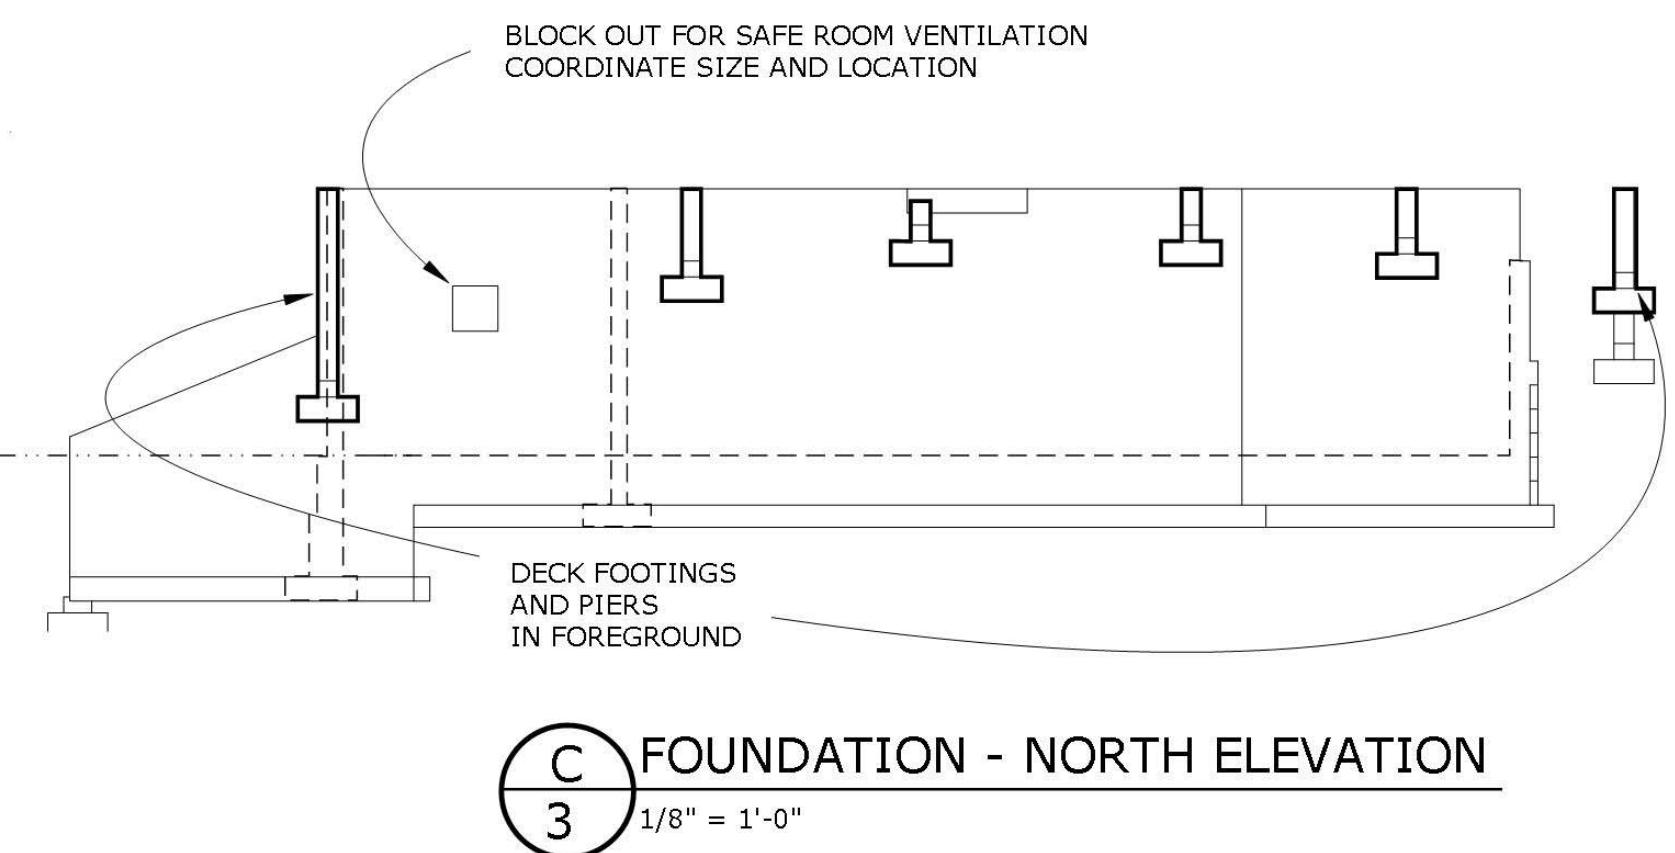 BLOCK OUT FOR SAFE ROOM VENTILATION
COORDINATE SIZE AND LOCATION
DECK FOOTINGS
AND PIERS
IN FOREGROUND
C
3
FOUNDATION - NORTH ELEVATION
1/8" = 1'-0"